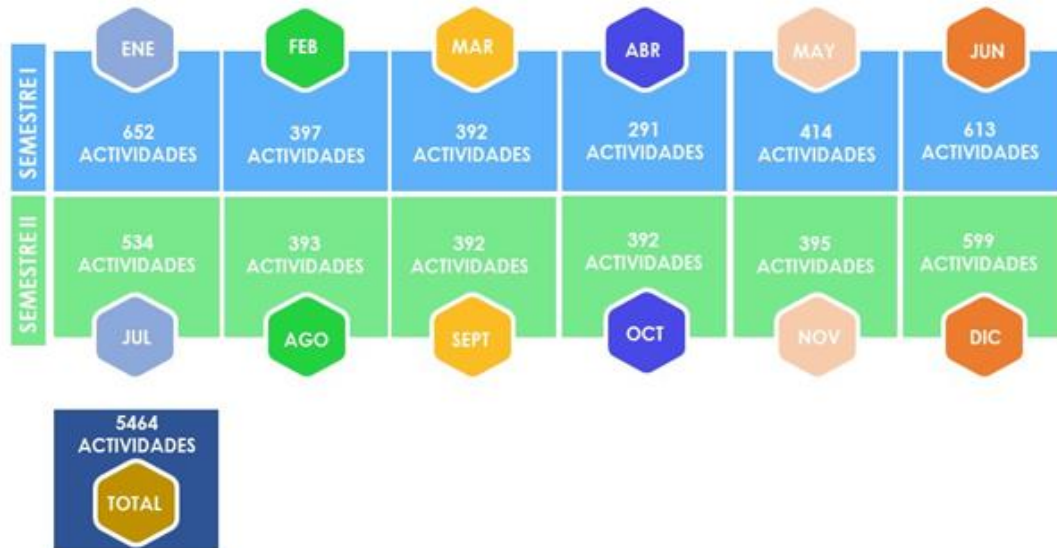 ENE
FEB
MAR
ABR
MAY
JUN
SEMESTRE I
652
ACTIVIDADES
397
ACTIVIDADES
392
ACTIVIDADES
291
ACTIVIDADES
414
ACTIVIDADES
613
ACTIVIDADES
SEMESTRE II
534
ACTIVIDADES
393
ACTIVIDADES
392
ACTIVIDADES
392
ACTIVIDADES
395
ACTIVIDADES
599
ACTIVIDADES
JUL
AGO
SEPT
OCT
NOV
DIC
5464
ACTIVIDADES
TOTAL